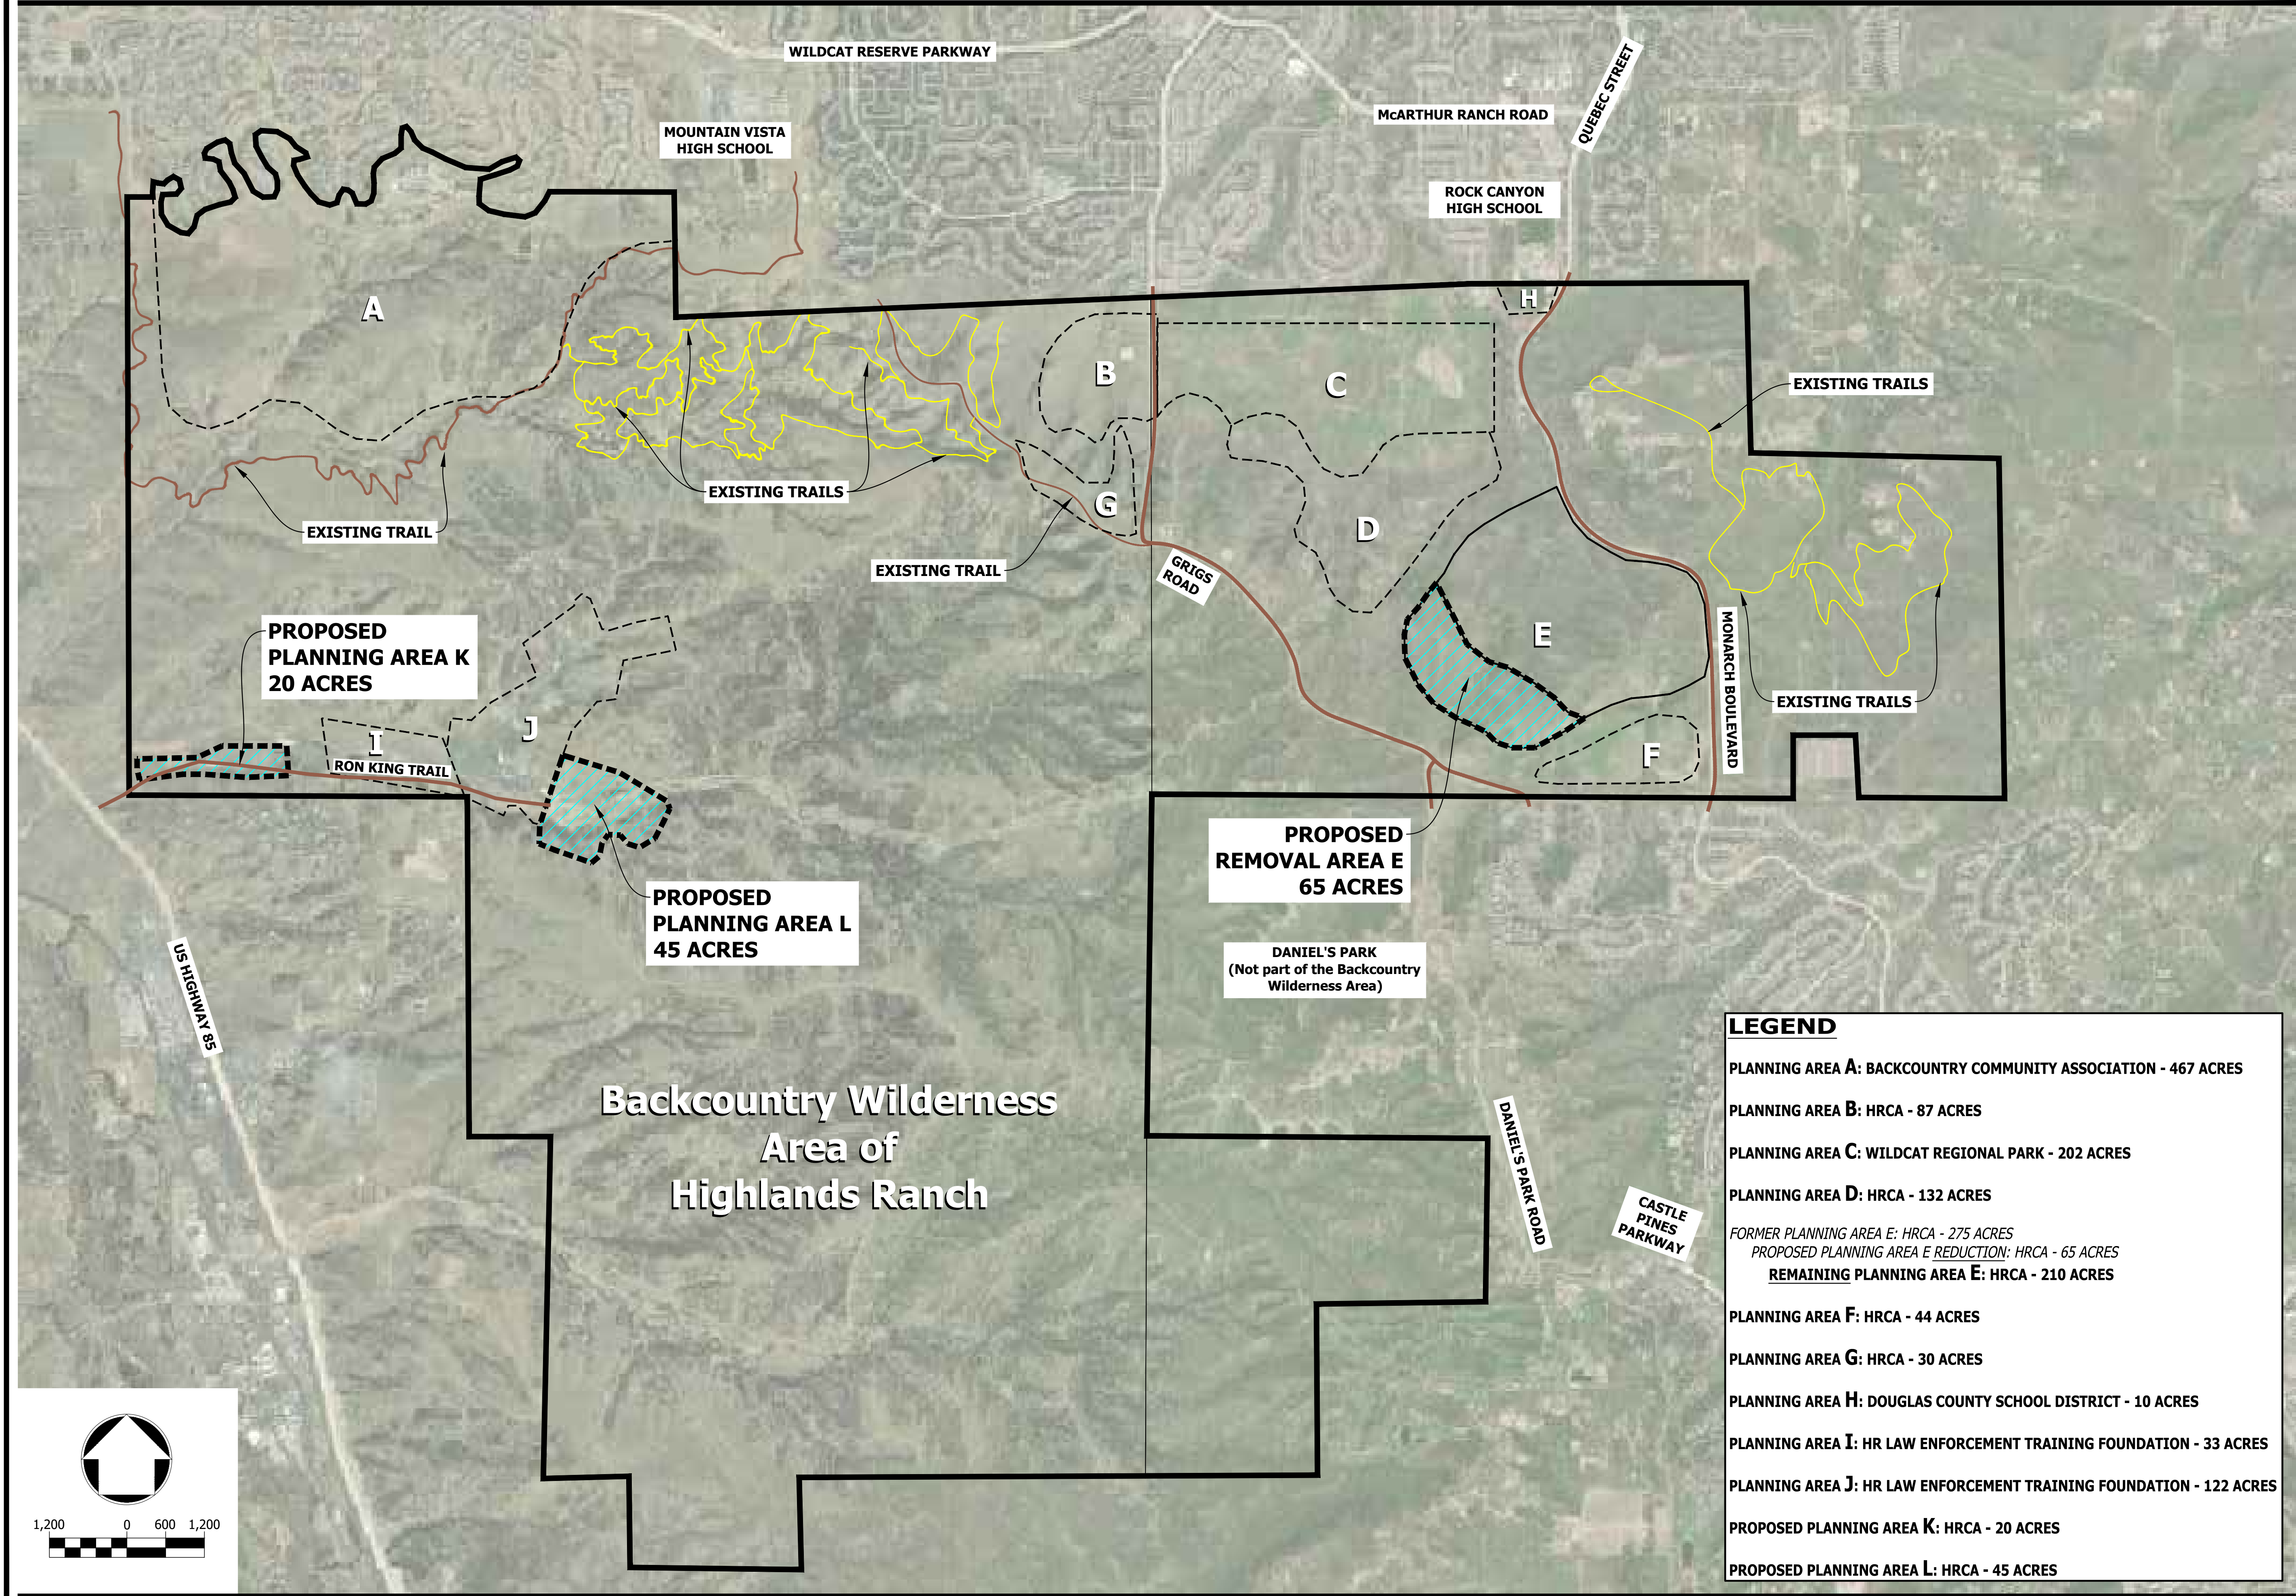 WILDCAT RESERVE PARKWAY
QUEBEC STREET
McARTHUR RANCH ROAD
MOUNTAIN VISTA
HIGH SCHOOL
ROCK CANYON
HIGH SCHOOL
A
H
B
C
EXISTING TRAILS
EXISTING TRAILS
G
EXISTING TRAIL
D
EXISTING TRAIL
GRIGS
ROAD
PROPOSED
PLANNING AREA K
20 ACRES
E
MONARCH BOULEVARD
EXISTING TRAILS
J
I
RON KING TRAIL
F
PROPOSED
REMOVAL AREA E
65 ACRES
PROPOSED
PLANNING AREA L
45 ACRES
US HIGHWAY 85
DANIEL'S PARK
(Not part of the Backcountry
Wilderness Area)
Backcountry Wilderness
Area of
Highlands Ranch
DANIEL'S PARK ROAD
CASTLE
PINES
PARKWAY
LEGEND
PLANNING AREA A: BACKCOUNTRY COMMUNITY ASSOCIATION - 467 ACRES
PLANNING AREA B: HRCA - 87 ACRES
PLANNING AREA C: WILDCAT REGIONAL PARK - 202 ACRES
PLANNING AREA D: HRCA - 132 ACRES
FORMER PLANNING AREA E: HRCA - 275 ACRES
PROPOSED PLANNING AREA E REDUCTION: HRCA - 65 ACRES
REMAINING PLANNING AREA E: HRCA - 210 ACRES
PLANNING AREA F: HRCA - 44 ACRES
PLANNING AREA G: HRCA - 30 ACRES
PLANNING AREA H: DOUGLAS COUNTY SCHOOL DISTRICT - 10 ACRES
PLANNING AREA I: HR LAW ENFORCEMENT TRAINING FOUNDATION - 33 ACRES
PLANNING AREA J: HR LAW ENFORCEMENT TRAINING FOUNDATION - 122 ACRES
PROPOSED PLANNING AREA K: HRCA - 20 ACRES
PROPOSED PLANNING AREA L: HRCA - 45 ACRES
1,200 0 600 1,200